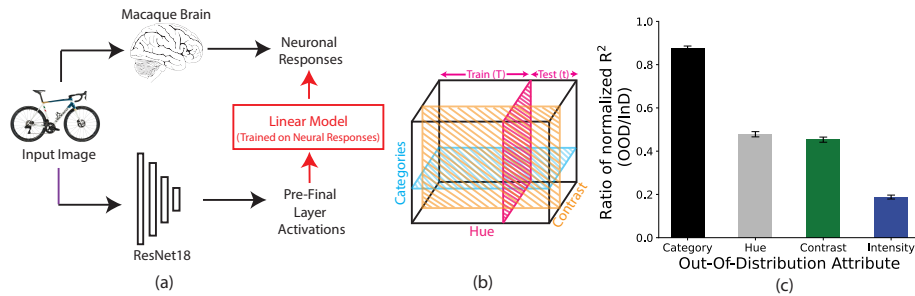 Macaque Brain
Neuronal
Responses
Linear Model
(Trained on Neural Responses)
Input Image
Pre-Final
Layer
Activations
ResNet18
(a)
Train (T)
Test (t)
Categories
Contrast
Hue
(b)
Ratio of normalized R²
(OOD/InD)
1.0
0.8
0.6
0.4
0.2
0.0
Category Hue Contrast Intensity
Out-Of-Distribution Attribute
(c)